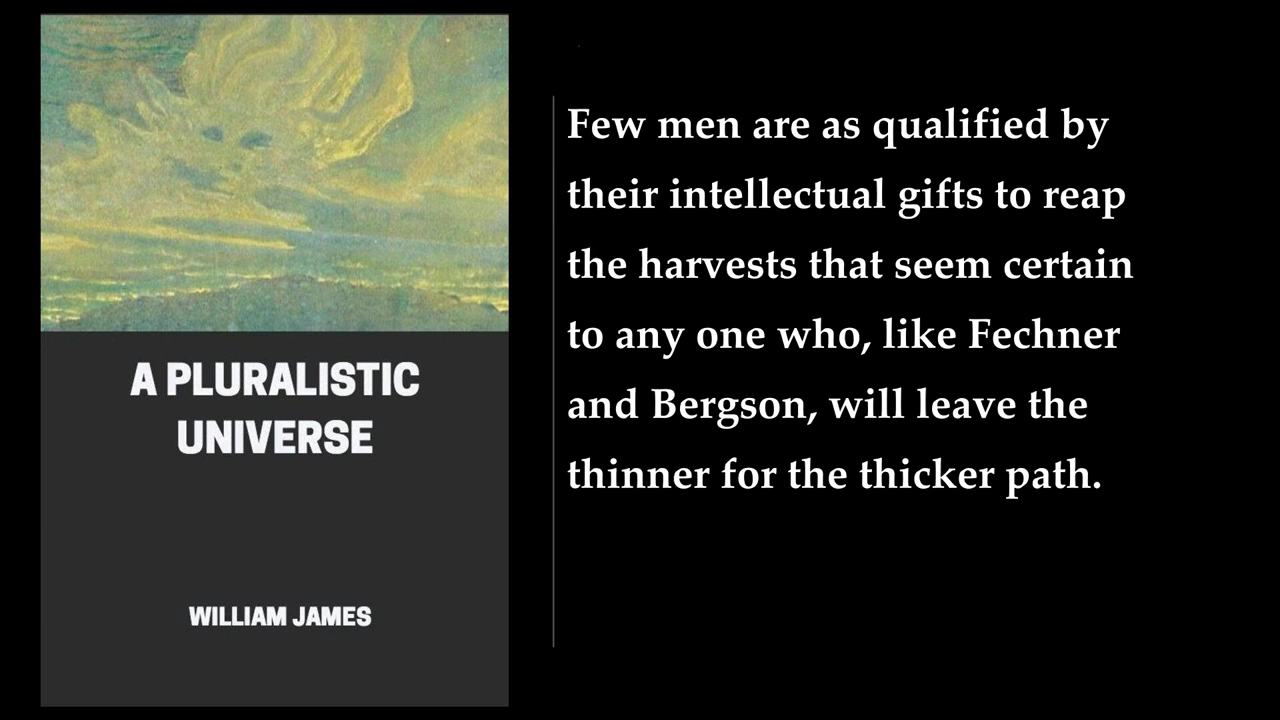 A PLURALISTIC
UNIVERSE
WILLIAM JAMES
Few men are as qualified by
their intellectual gifts to reap
the harvests that seem certain
to any one who, like Fechner
and Bergson, will leave the
thinner for the thicker path.